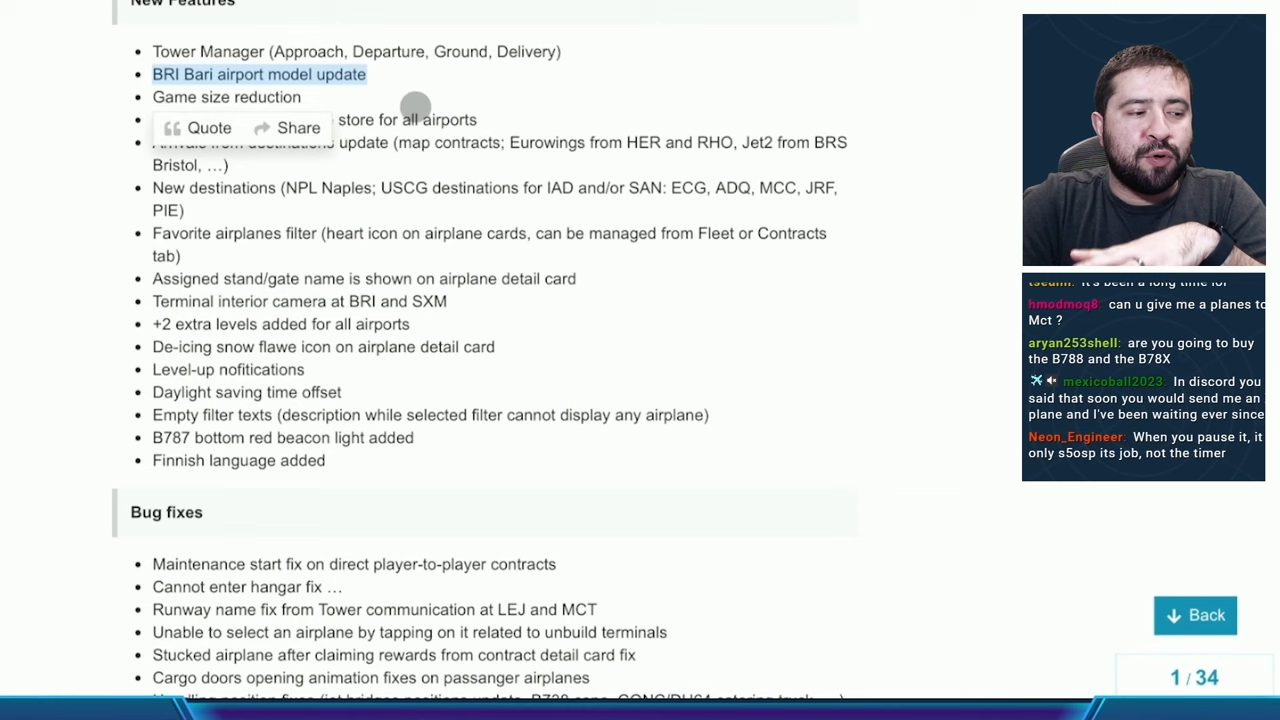 New Features
Tower Manager (Approach, Departure, Ground, Delivery)
BRI Bari airport model update
Game size reduction
store for all airports
Quote Share
Arrivals from destinations update (map contracts; Eurowings from HER and RHO, Jet2 from BRS
Bristol, …)
New destinations (NPL Naples; USCG destinations for IAD and/or SAN: ECG, ADQ, MCC, JRF,
PIE)
Favorite airplanes filter (heart icon on airplane cards, can be managed from Fleet or Contracts
tab)
Assigned stand/gate name is shown on airplane detail card
Terminal interior camera at BRI and SXM
+2 extra levels added for all airports
De-icing snow flawe icon on airplane detail card
Level-up nofitications
Daylight saving time offset
Empty filter texts (description while selected filter cannot display any airplane)
B787 bottom red beacon light added
Finnish language added
Bug fixes
Maintenance start fix on direct player-to-player contracts
Cannot enter hangar fix …
Runway name fix from Tower communication at LEJ and MCT
Unable to select an airplane by tapping on it related to unbuild terminals
Stucked airplane after claiming rewards from contract detail card fix
Cargo doors opening animation fixes on passanger airplanes
It's been a long time lol
hmodmoq8: can u give me a planes to
Mct ?
aryan253shell: are you going to buy
the B788 and the B78X
mexicoball2023: In discord you
said that soon you would send me an
plane and I've been waiting ever since
Neon_Engineer: When you pause it, it
only s5osp its job, not the timer
Back
1 / 34